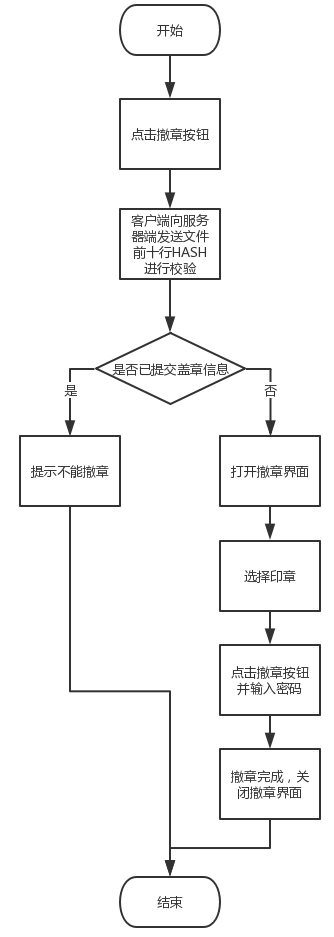 开始
点击撤章按钮
客户端向服务
器端发送文件
前十行HASH
进行校验
是否已提交盖章信息
是
否
提示不能撤章
打开撤章界面
选择印章
点击撤章按钮
并输入密码
撤章完成，关
闭撤章界面
结束